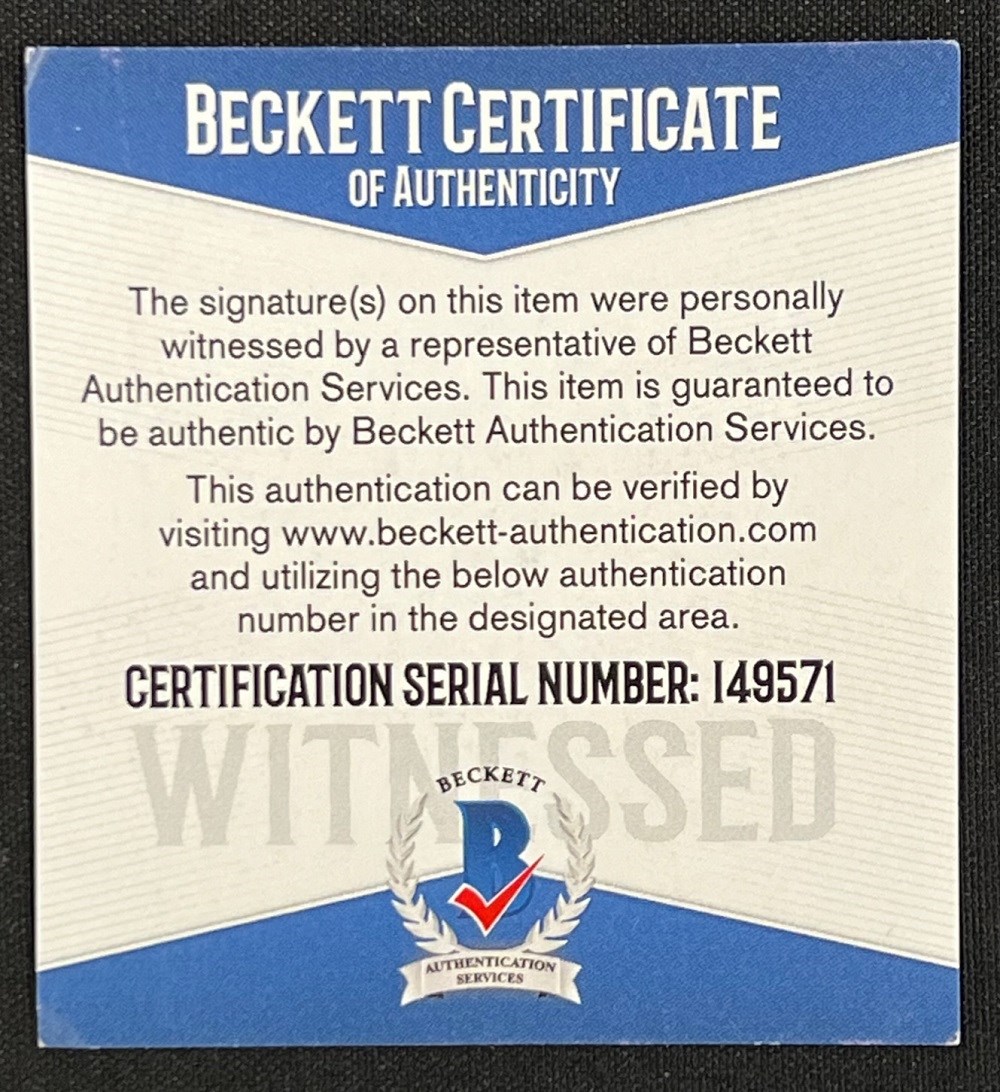 BECKETT CERTIFICATE
OF AUTHENTICITY
The signature(s) on this item were personally
witnessed by a representative of Beckett
Authentication Services. This item is guaranteed to
be authentic by Beckett Authentication Services.
This authentication can be verified by
visiting www.beckett-authentication.com
and utilizing the below authentication
number in the designated area.
CERTIFICATION SERIAL NUMBER: I49571
WITNESSED
BECKETT
B
AUTHENTICATION
SERVICES